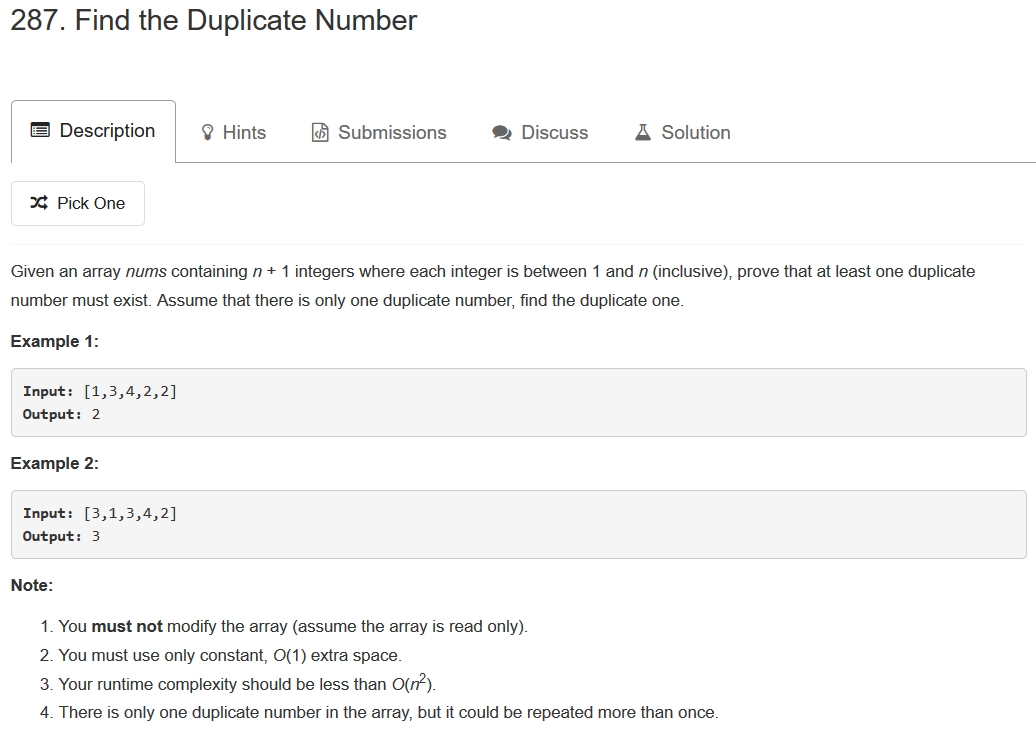 287. Find the Duplicate Number
Description Hints Submissions Discuss Solution
Pick One
Given an array nums containing n + 1 integers where each integer is between 1 and n (inclusive), prove that at least one duplicate
number must exist. Assume that there is only one duplicate number, find the duplicate one.
Example 1:
Input: [1,3,4,2,2]
Output: 2
Example 2:
Input: [3,1,3,4,2]
Output: 3
Note:
1. You must not modify the array (assume the array is read only).
2. You must use only constant, O(1) extra space.
3. Your runtime complexity should be less than O(n²).
4. There is only one duplicate number in the array, but it could be repeated more than once.